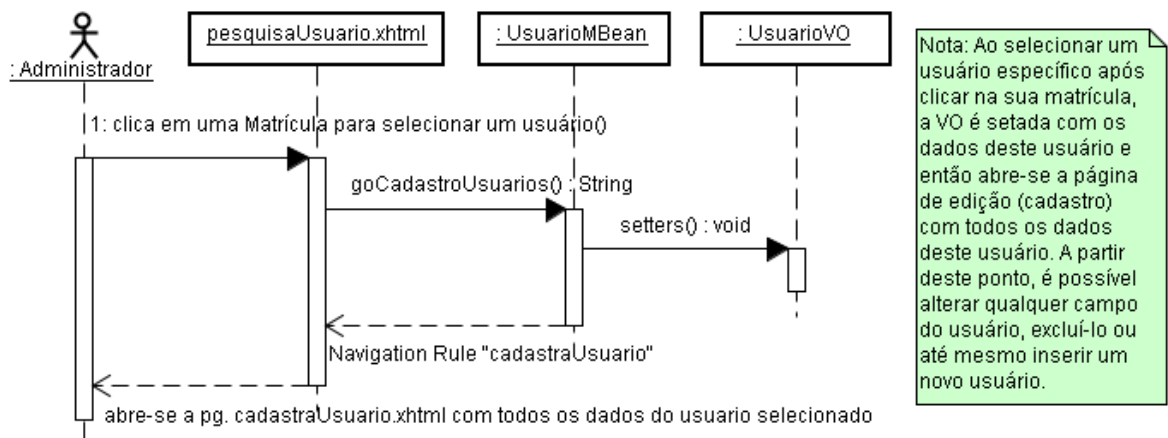 pesquisaUsuario.xhtml
: UsuarioMBean
: UsuarioVO
: Administrador
1: clica em uma Matrícula para selecionar um usuário()
goCadastroUsuarios() : String
setters() : void
Navigation Rule "cadastraUsuario"
abre-se a pg. cadastraUsuario.xhtml com todos os dados do usuario selecionado
Nota: Ao selecionar um
usuário específico após
clicar na sua matrícula,
a VO é setada com os
dados deste usuário e
então abre-se a página
de edição (cadastro)
com todos os dados
deste usuário. A partir
deste ponto, é possível
alterar qualquer campo
do usuário, excluí-lo ou
até mesmo inserir um
novo usuário.